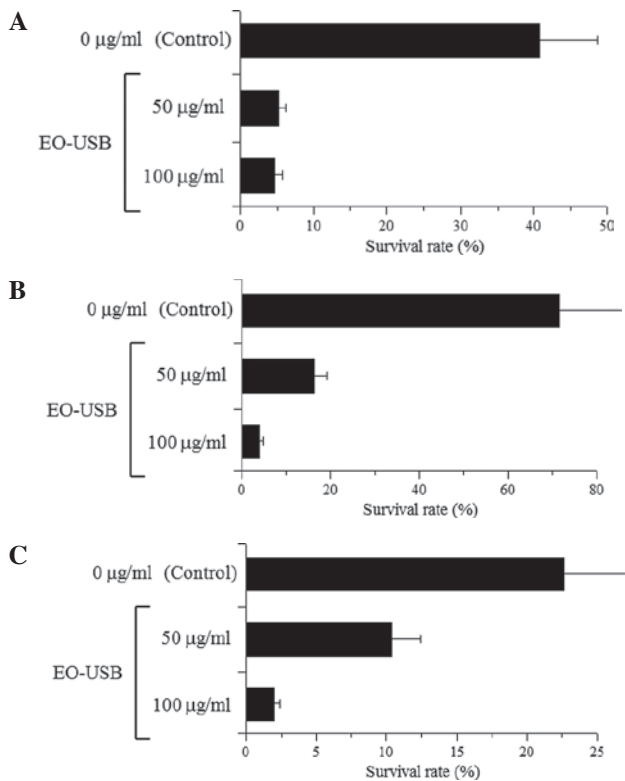 A
0 μg/ml (Control)
50 μg/ml
EO-USB
100 μg/ml
0 10 20 30 40 50
Survival rate (%)
B
0 μg/ml (Control)
50 μg/ml
EO-USB
100 μg/ml
0 20 40 60 80
Survival rate (%)
C
0 μg/ml (Control)
50 μg/ml
EO-USB
100 μg/ml
0 5 10 15 20 25
Survival rate (%)